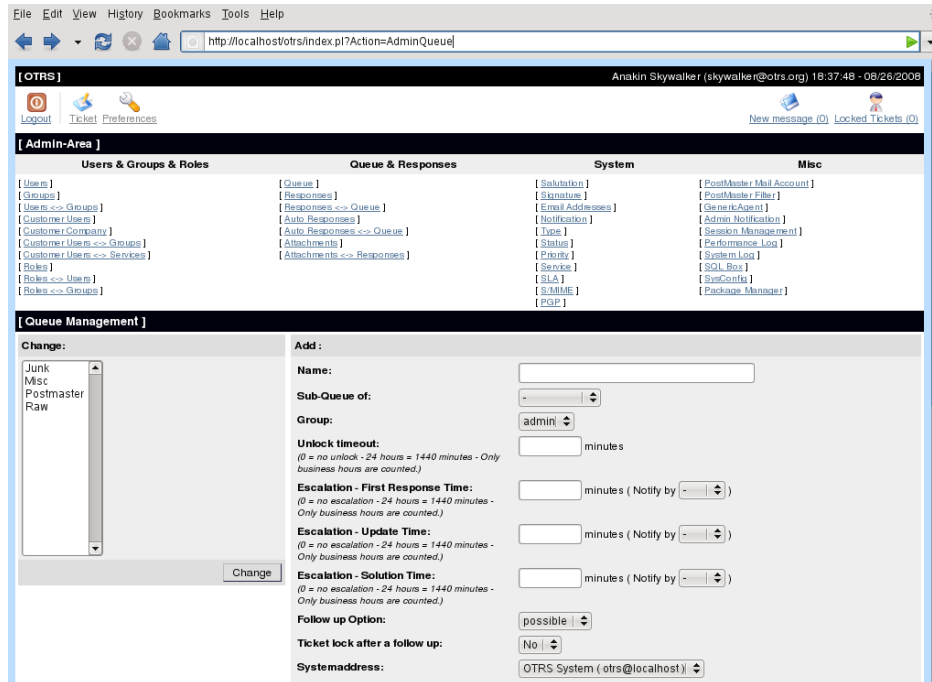 File Edit View History Bookmarks Tools Help
http://localhost/otrs/index.pl?Action=AdminQueue
[ OTRS ] Anakin Skywalker (skywalker@otrs.org) 18:37:48 - 08/26/2008
Logout Ticket Preferences New message (0) Locked Tickets (0)
[ Admin-Area ]
Users & Groups & Roles Queue & Responses System Misc
[ Users ] [ Queue ] [ Salutation ] [ PostMaster Mail Account ]
[ Groups ] [ Responses ] [ Signature ] [ PostMaster Filter ]
[ Users <-> Groups ] [ Responses <-> Queue ] [ Email Addresses ] [ GenericAgent ]
[ Customer Users ] [ Auto Responses ] [ Notification ] [ Admin Notification ]
[ Customer Company ] [ Auto Responses <-> Queue ] [ Type ] [ Session Management ]
[ Customer Users <-> Groups ] [ Attachments ] [ Status ] [ Performance Log ]
[ Customer Users <-> Services ] [ Attachments <-> Responses ] [ Priority ] [ System Log ]
[ Roles ] [ Service ] [ SQL Box ]
[ Roles <-> Users ] [ SLA ] [ SysConfig ]
[ Roles <-> Groups ] [ S/MIME ] [ Package Manager ]
[ PGP ]
[ Queue Management ]
Change:
Junk
Misc
Postmaster
Raw
Change
Add :
Name:
Sub-Queue of: -
Group: admin
Unlock timeout: minutes
(0 = no unlock - 24 hours = 1440 minutes - Only
business hours are counted.)
Escalation - First Response Time: minutes ( Notify by - )
(0 = no escalation - 24 hours = 1440 minutes -
Only business hours are counted.)
Escalation - Update Time: minutes ( Notify by - )
(0 = no escalation - 24 hours = 1440 minutes -
Only business hours are counted.)
Escalation - Solution Time: minutes ( Notify by - )
(0 = no escalation - 24 hours = 1440 minutes -
Only business hours are counted.)
Follow up Option: possible
Ticket lock after a follow up: No
Systemaddress: OTRS System ( otrs@localhost )